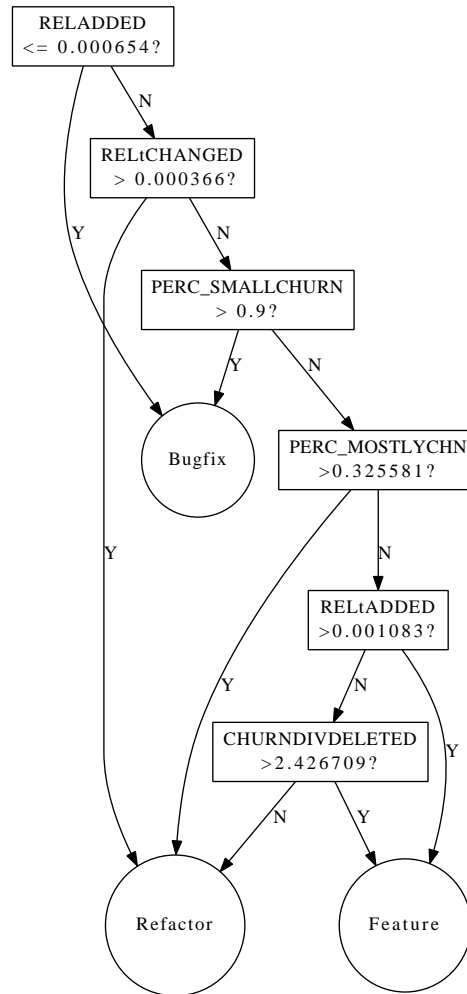 RELADDED
<= 0.000654?
N
RELtCHANGED
> 0.000366?
Y
N
PERC_SMALLCHURN
> 0.9?
Y
N
PERC_MOSTLYCHN
>0.325581?
Bugfix
Y
N
RELtADDED
>0.001083?
Y
N
CHURNDIVDELETED
>2.426709?
Y
N
Y
Refactor
Feature